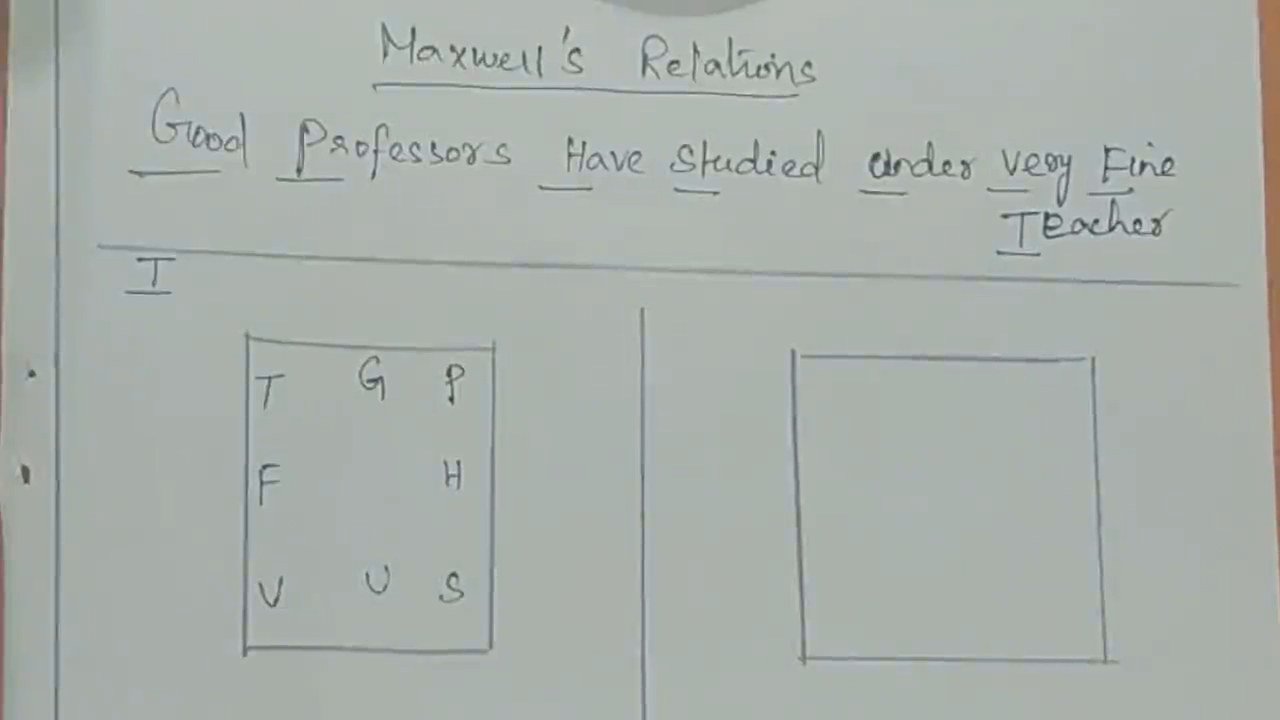 Maxwell's Relations
Good Professors Have Studied under very Fine
Teacher
I
T G P
F H
V U S